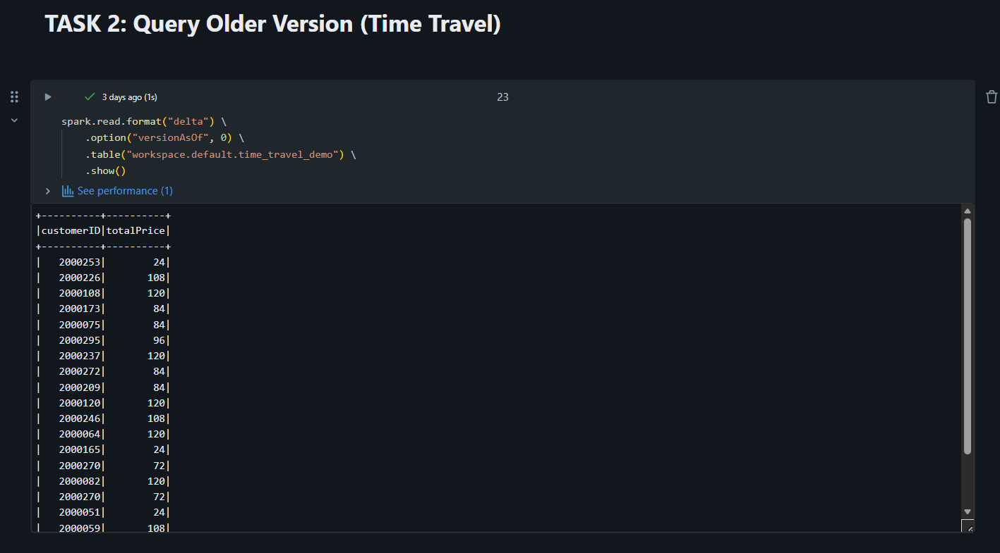 TASK 2: Query Older Version (Time Travel)
3 days ago (1s)
23
spark.read.format("delta") \
    .option("versionAsOf", 0) \
    .table("workspace.default.time_travel_demo") \
    .show()
See performance (1)
+----------+----------+
|customerID|totalPrice|
+----------+----------+
|   2000253|        24|
|   2000226|       108|
|   2000108|       120|
|   2000173|        84|
|   2000075|        84|
|   2000295|        96|
|   2000237|       120|
|   2000272|        84|
|   2000209|        84|
|   2000120|       120|
|   2000246|       108|
|   2000064|       120|
|   2000165|        24|
|   2000270|        72|
|   2000082|       120|
|   2000270|        72|
|   2000051|        24|
|   2000059|       108|